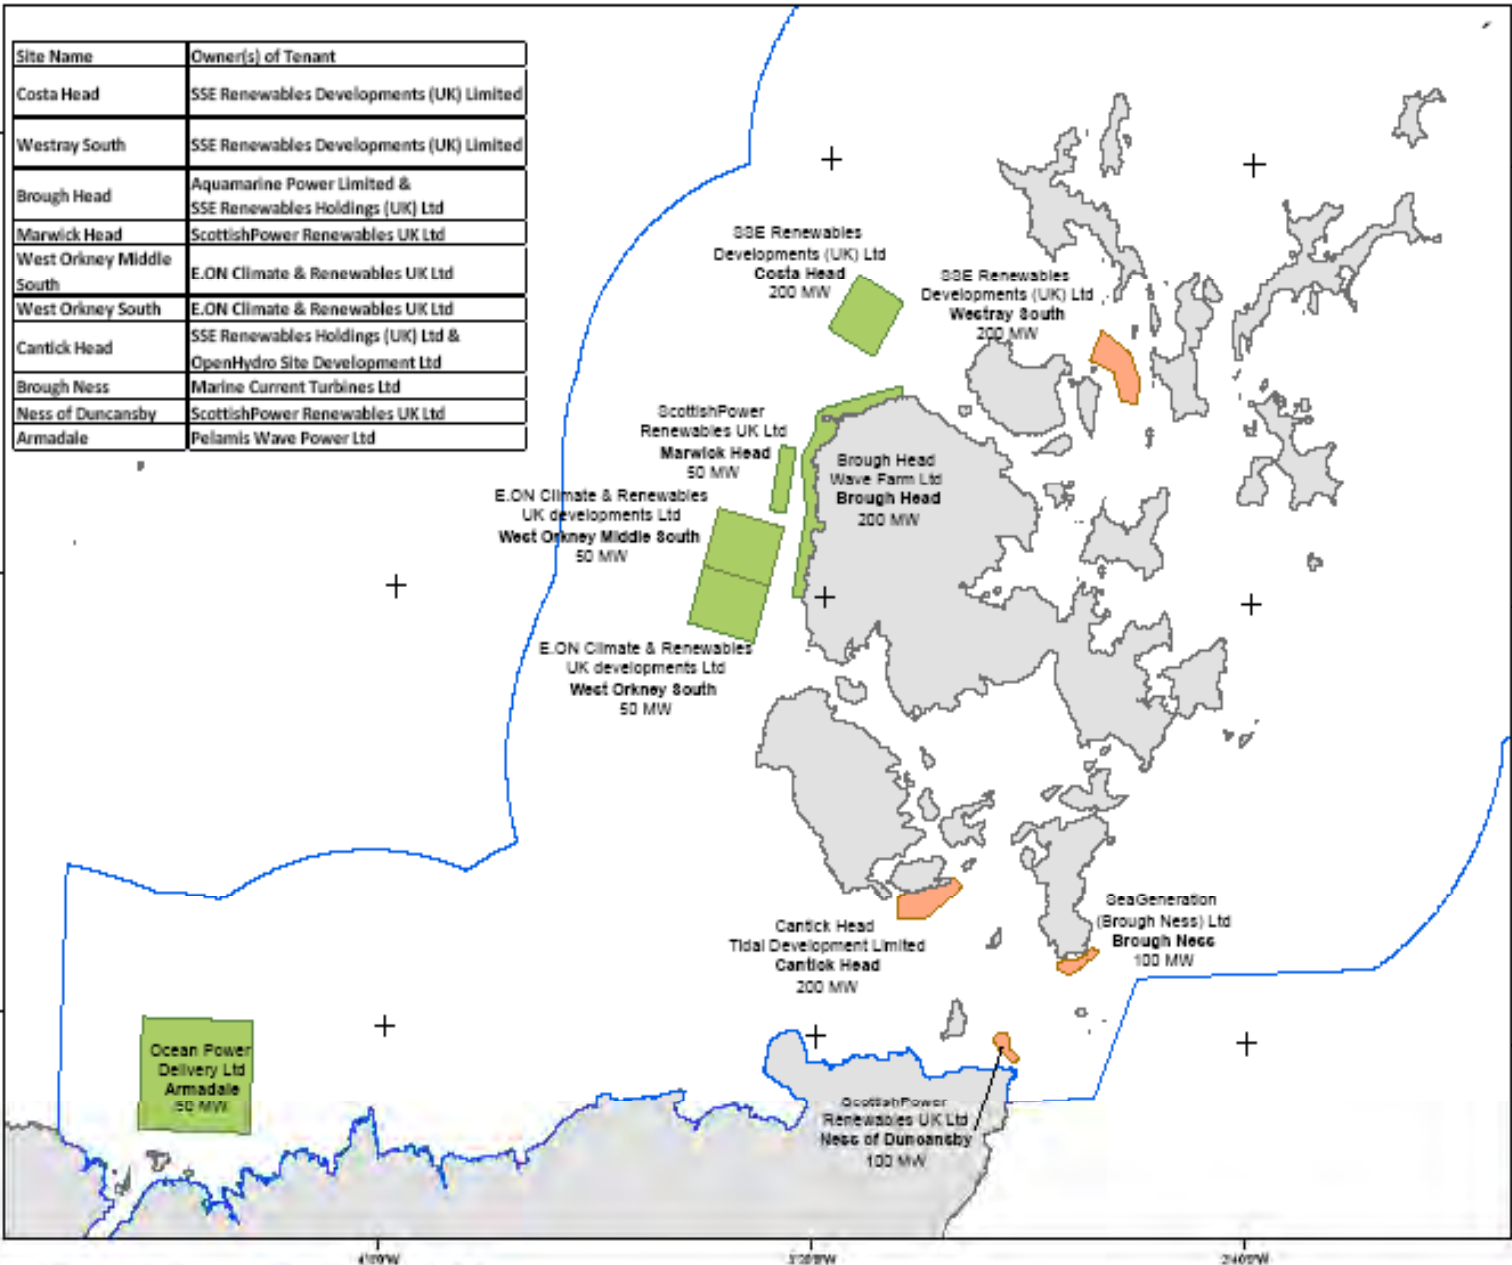 Site Name Owner(s) of Tenant
Costa Head SSE Renewables Developments (UK) Limited
Westray South SSE Renewables Developments (UK) Limited
Brough Head Aquamarine Power Limited &
SSE Renewables Holdings (UK) Ltd
Marwick Head ScottishPower Renewables UK Ltd
West Orkney Middle
South E.ON Climate & Renewables UK Ltd
West Orkney South E.ON Climate & Renewables UK Ltd
Cantick Head SSE Renewables Holdings (UK) Ltd &
OpenHydro Site Development Ltd
Brough Ness Marine Current Turbines Ltd
Ness of Duncansby ScottishPower Renewables UK Ltd
Armadale Pelamis Wave Power Ltd
SSE Renewables
Developments (UK) Ltd
Costa Head
200 MW
SSE Renewables
Developments (UK) Ltd
Westray South
200 MW
ScottishPower
Renewables UK Ltd
Marwick Head
50 MW
Brough Head
Wave Farm Ltd
Brough Head
200 MW
E.ON Climate & Renewables
UK developments Ltd
West Orkney Middle South
50 MW
E.ON Climate & Renewables
UK developments Ltd
West Orkney South
50 MW
Cantick Head
Tidal Development Limited
Cantick Head
200 MW
SeaGeneration
(Brough Ness) Ltd
Brough Ness
100 MW
Ocean Power
Delivery Ltd
Armadale
50 MW
ScottishPower
Renewables UK Ltd
Ness of Duncansby
100 MW